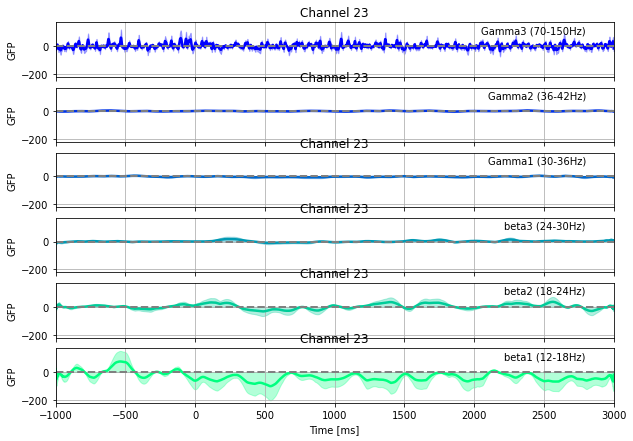 Channel 23
Gamma3 (70-150Hz)
GFP
0
−200
Channel 23
Gamma2 (36-42Hz)
GFP
0
−200
Channel 23
Gamma1 (30-36Hz)
GFP
0
−200
Channel 23
beta3 (24-30Hz)
GFP
0
−200
Channel 23
beta2 (18-24Hz)
GFP
0
−200
Channel 23
beta1 (12-18Hz)
GFP
0
−200
−1000 −500 0 500 1000 1500 2000 2500 3000
Time [ms]